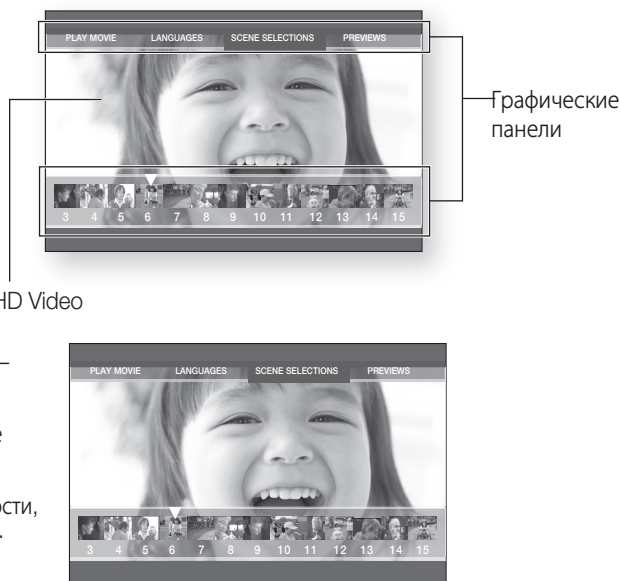 PLAY MOVIE LANGUAGES SCENE SELECTIONS PREVIEWS
Графические
панели
3 4 5 6 7 8 9 10 11 12 13 14 15
HD Video
PLAY MOVIE LANGUAGES SCENE SELECTIONS PREVIEWS
3 4 5 6 7 8 9 10 11 12 13 14 15